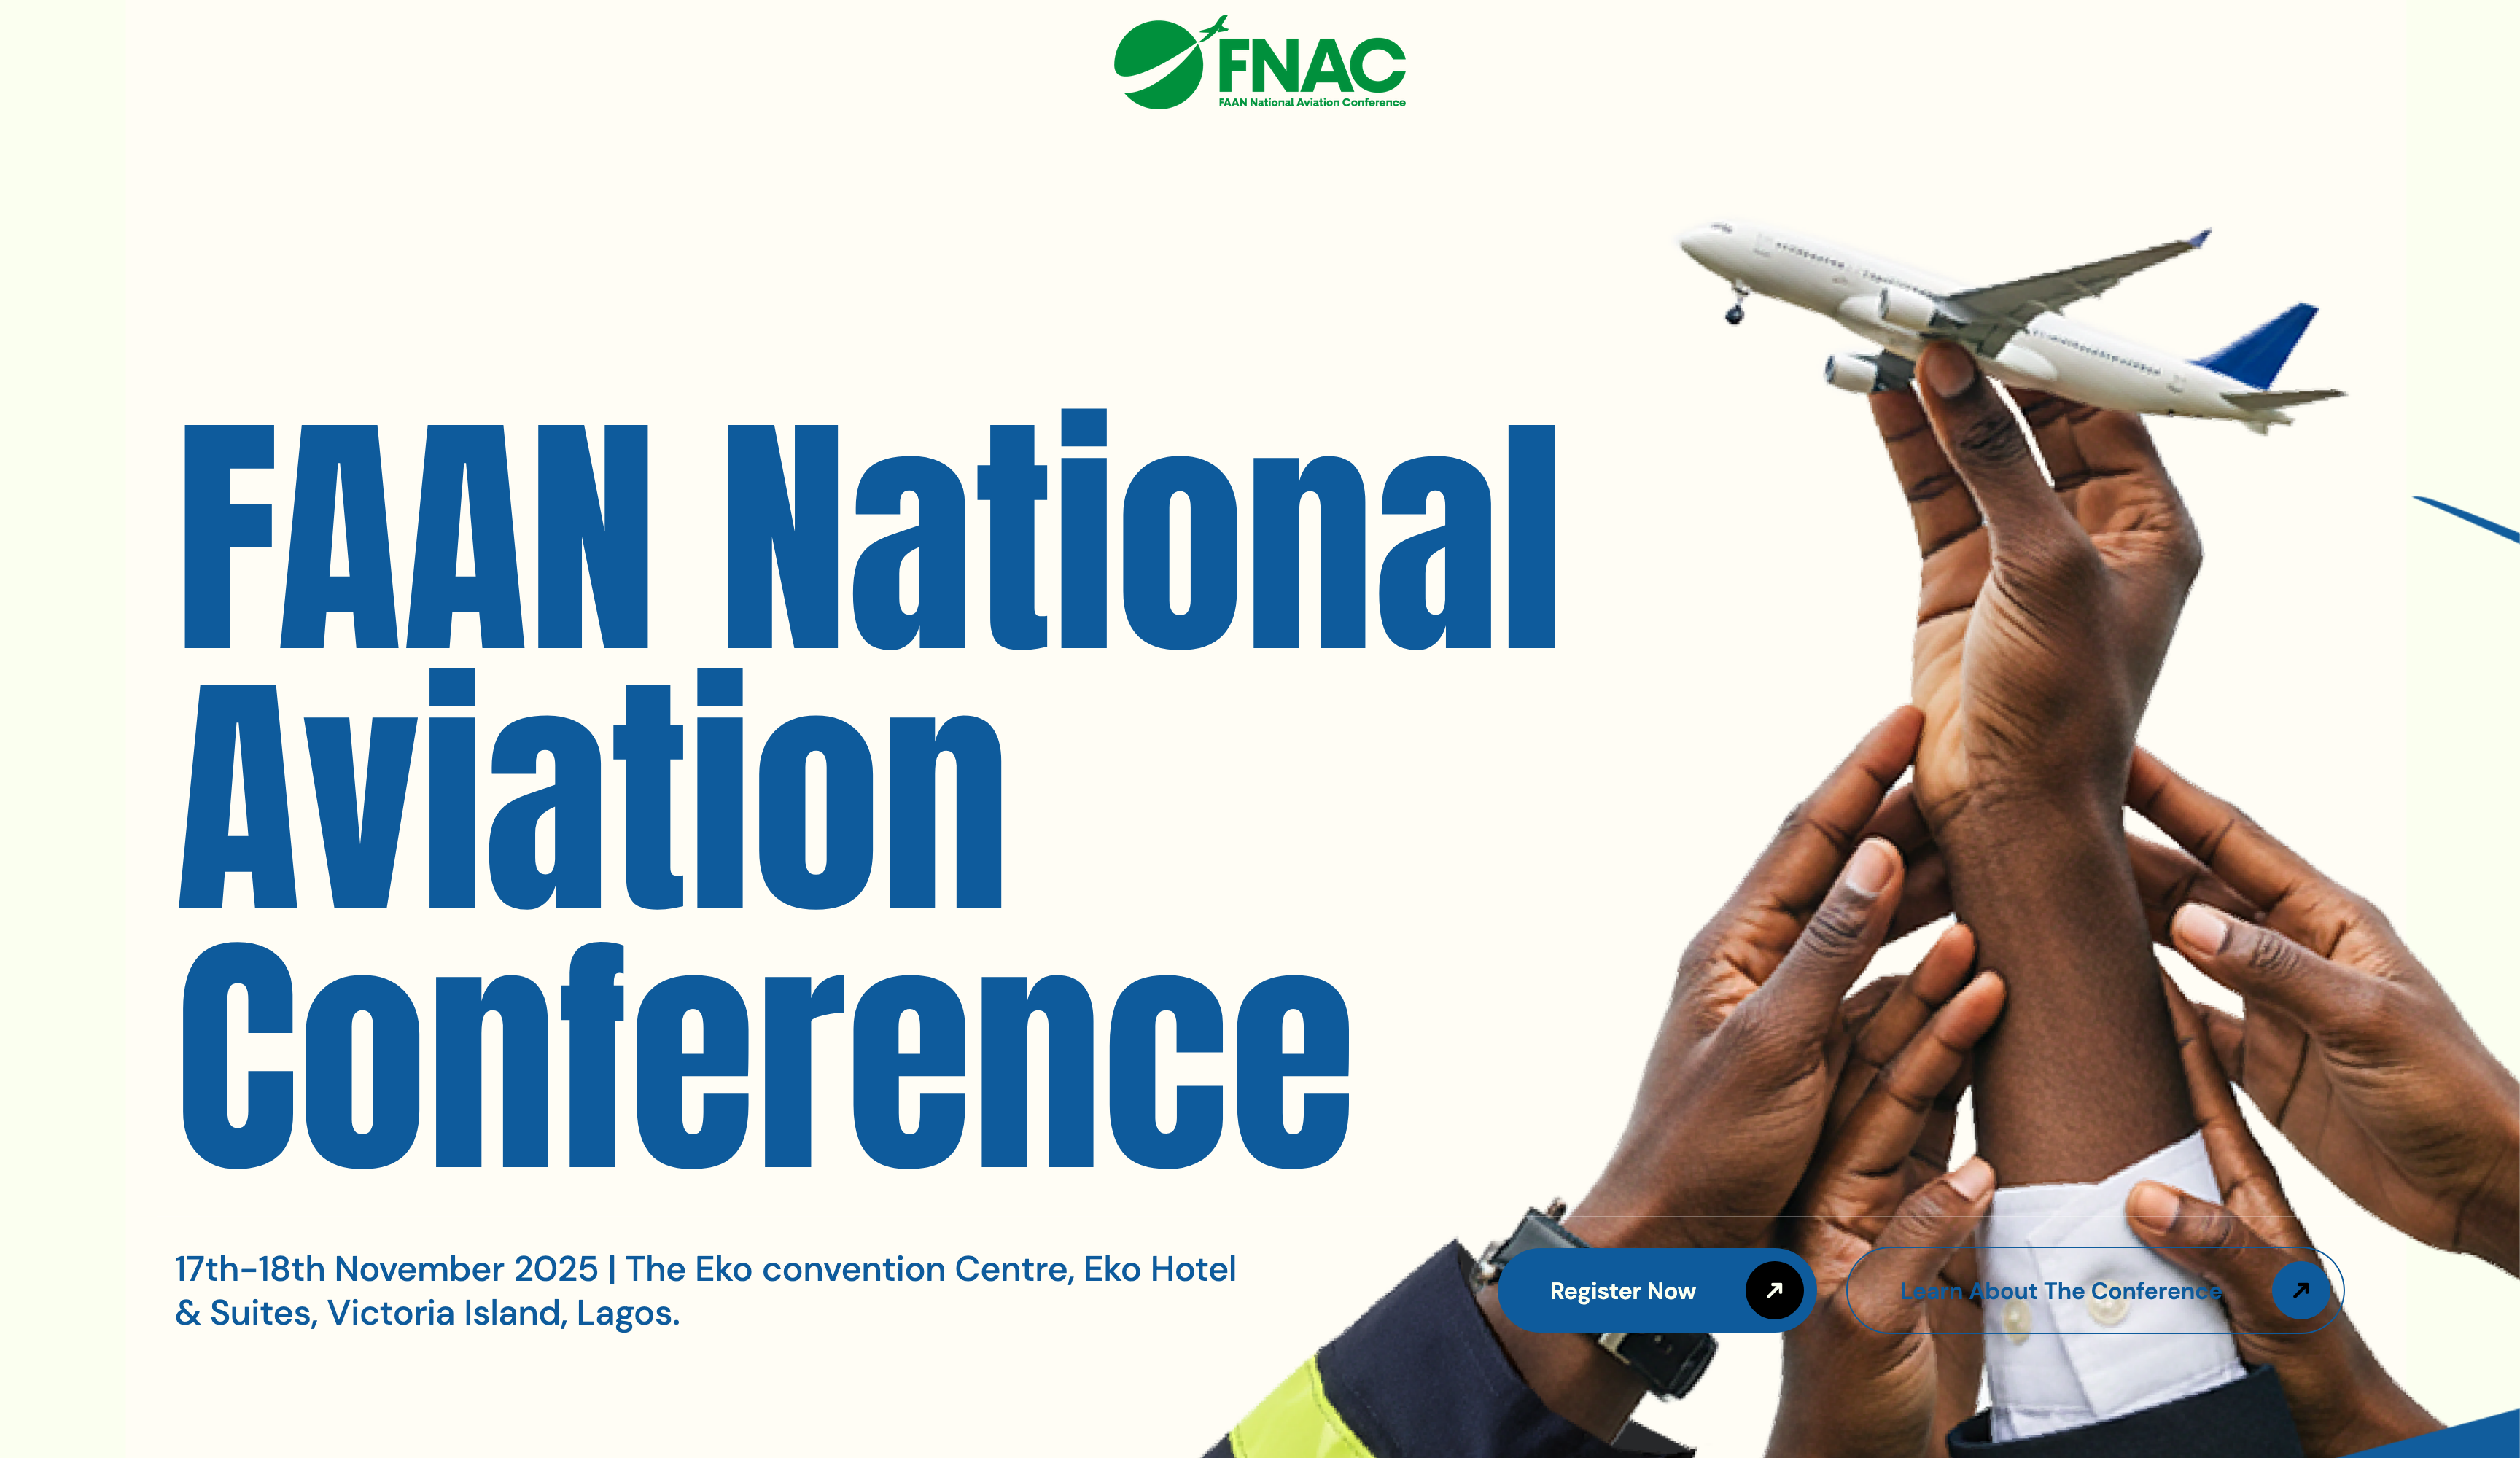 FNAC
FAAN National Aviation Conference
FAAN National
Aviation
Conference
17th-18th November 2025 | The Eko convention Centre, Eko Hotel
& Suites, Victoria Island, Lagos.
Register Now
Learn About The Conference